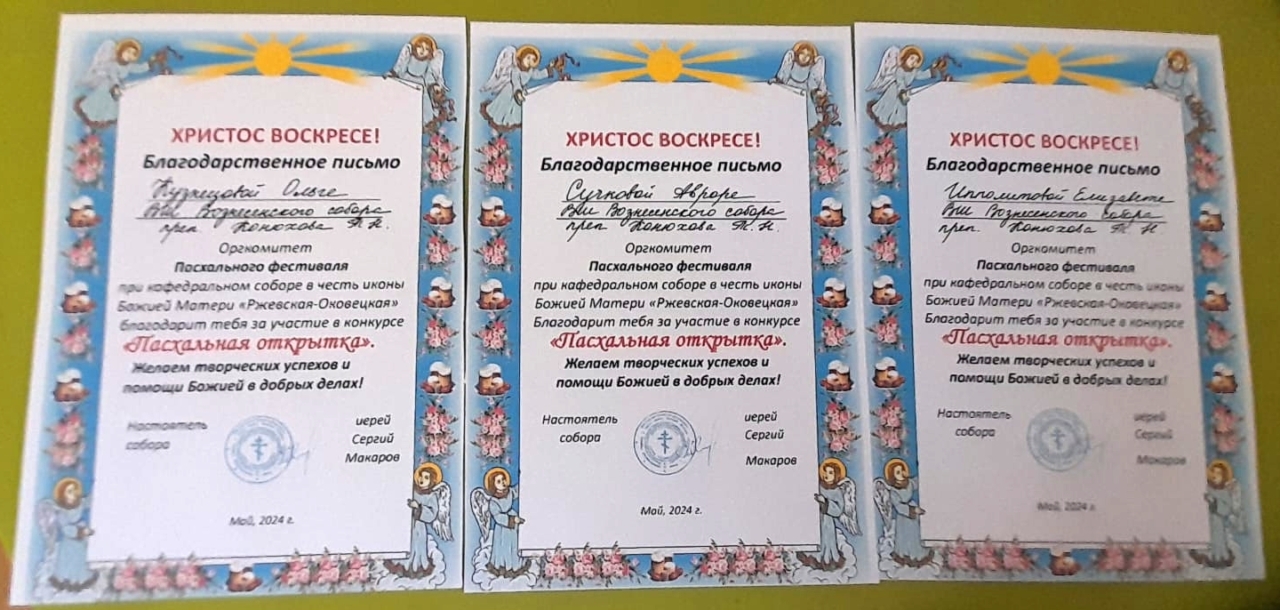 ХРИСТОС ВОСКРЕСЕ!
Благодарственное письмо
Кузнецовой Ольге
ВШ Вознесенского собора
преп. Конюхова Т.Н.
Оргкомитет
Пасхального фестиваля
при кафедральном соборе в честь иконы
Божией Матери «Ржевская-Оковецкая»
благодарит тебя за участие в конкурсе
«Пасхальная открытка».
Желаем творческих успехов и
помощи Божией в добрых делах!
Настоятель
собора
иерей
Сергий
Макаров
Май, 2024 г.
ХРИСТОС ВОСКРЕСЕ!
Благодарственное письмо
Сучковой Авроре
ВШ Вознесенского собора
преп. Конюхова Т.Н.
Оргкомитет
Пасхального фестиваля
при кафедральном соборе в честь иконы
Божией Матери «Ржевская-Оковецкая»
Благодарит тебя за участие в конкурсе
«Пасхальная открытка».
Желаем творческих успехов и
помощи Божией в добрых делах!
Настоятель
собора
иерей
Сергий
Макаров
Май, 2024 г.
ХРИСТОС ВОСКРЕСЕ!
Благодарственное письмо
Ипполитовой Елизавете
ВШ Вознесенского собора
преп. Конюхова Т Н
Оргкомитет
Пасхального фестиваля
при кафедральном соборе в честь иконы
Божией Матери «Ржевская-Оковецкая»
Благодарит тебя за участие в конкурсе
«Пасхальная открытка».
Желаем творческих успехов и
помощи Божией в добрых делах!
Настоятель
собора
иерей
Сергий
Макаров
Май, 2024 г.